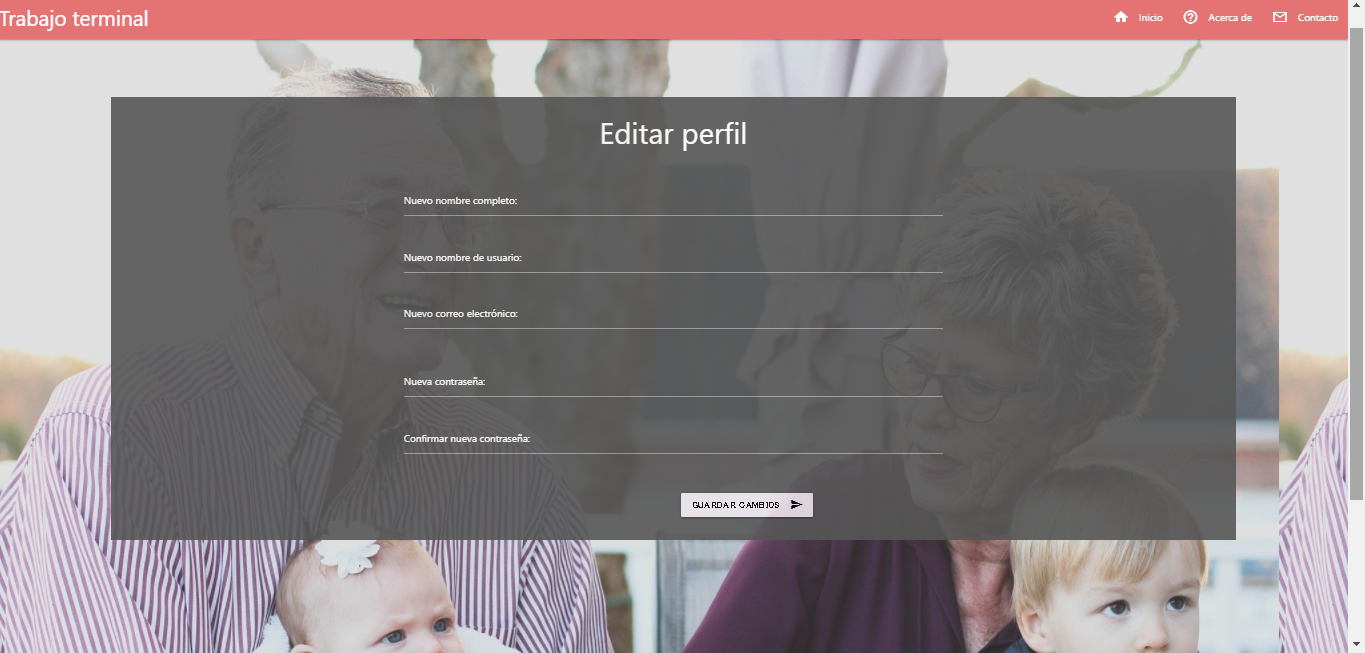 Trabajo terminal
Inicio
Acerca de
Contacto
Editar perfil
Nuevo nombre completo:
Nuevo nombre de usuario:
Nuevo correo electrónico:
Nueva contraseña:
Confirmar nueva contraseña:
GUARDAR CAMBIOS